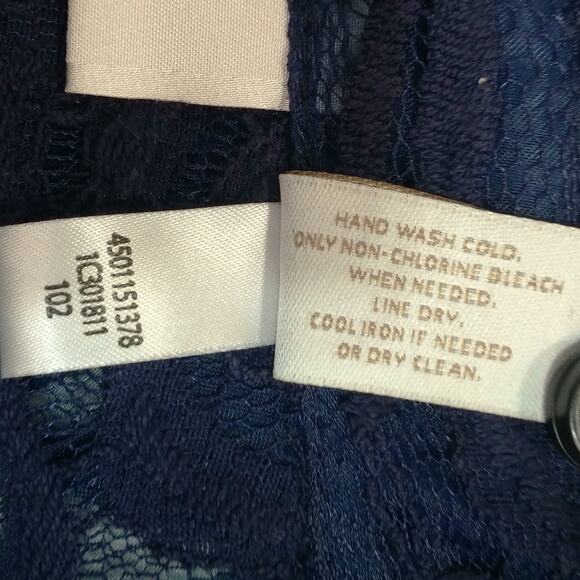 4501151378
1C301811
102
HAND WASH COLD.
ONLY NON-CHLORINE BLEACH
WHEN NEEDED.
LINE DRY.
COOL IRON IF NEEDED
OR DRY CLEAN.